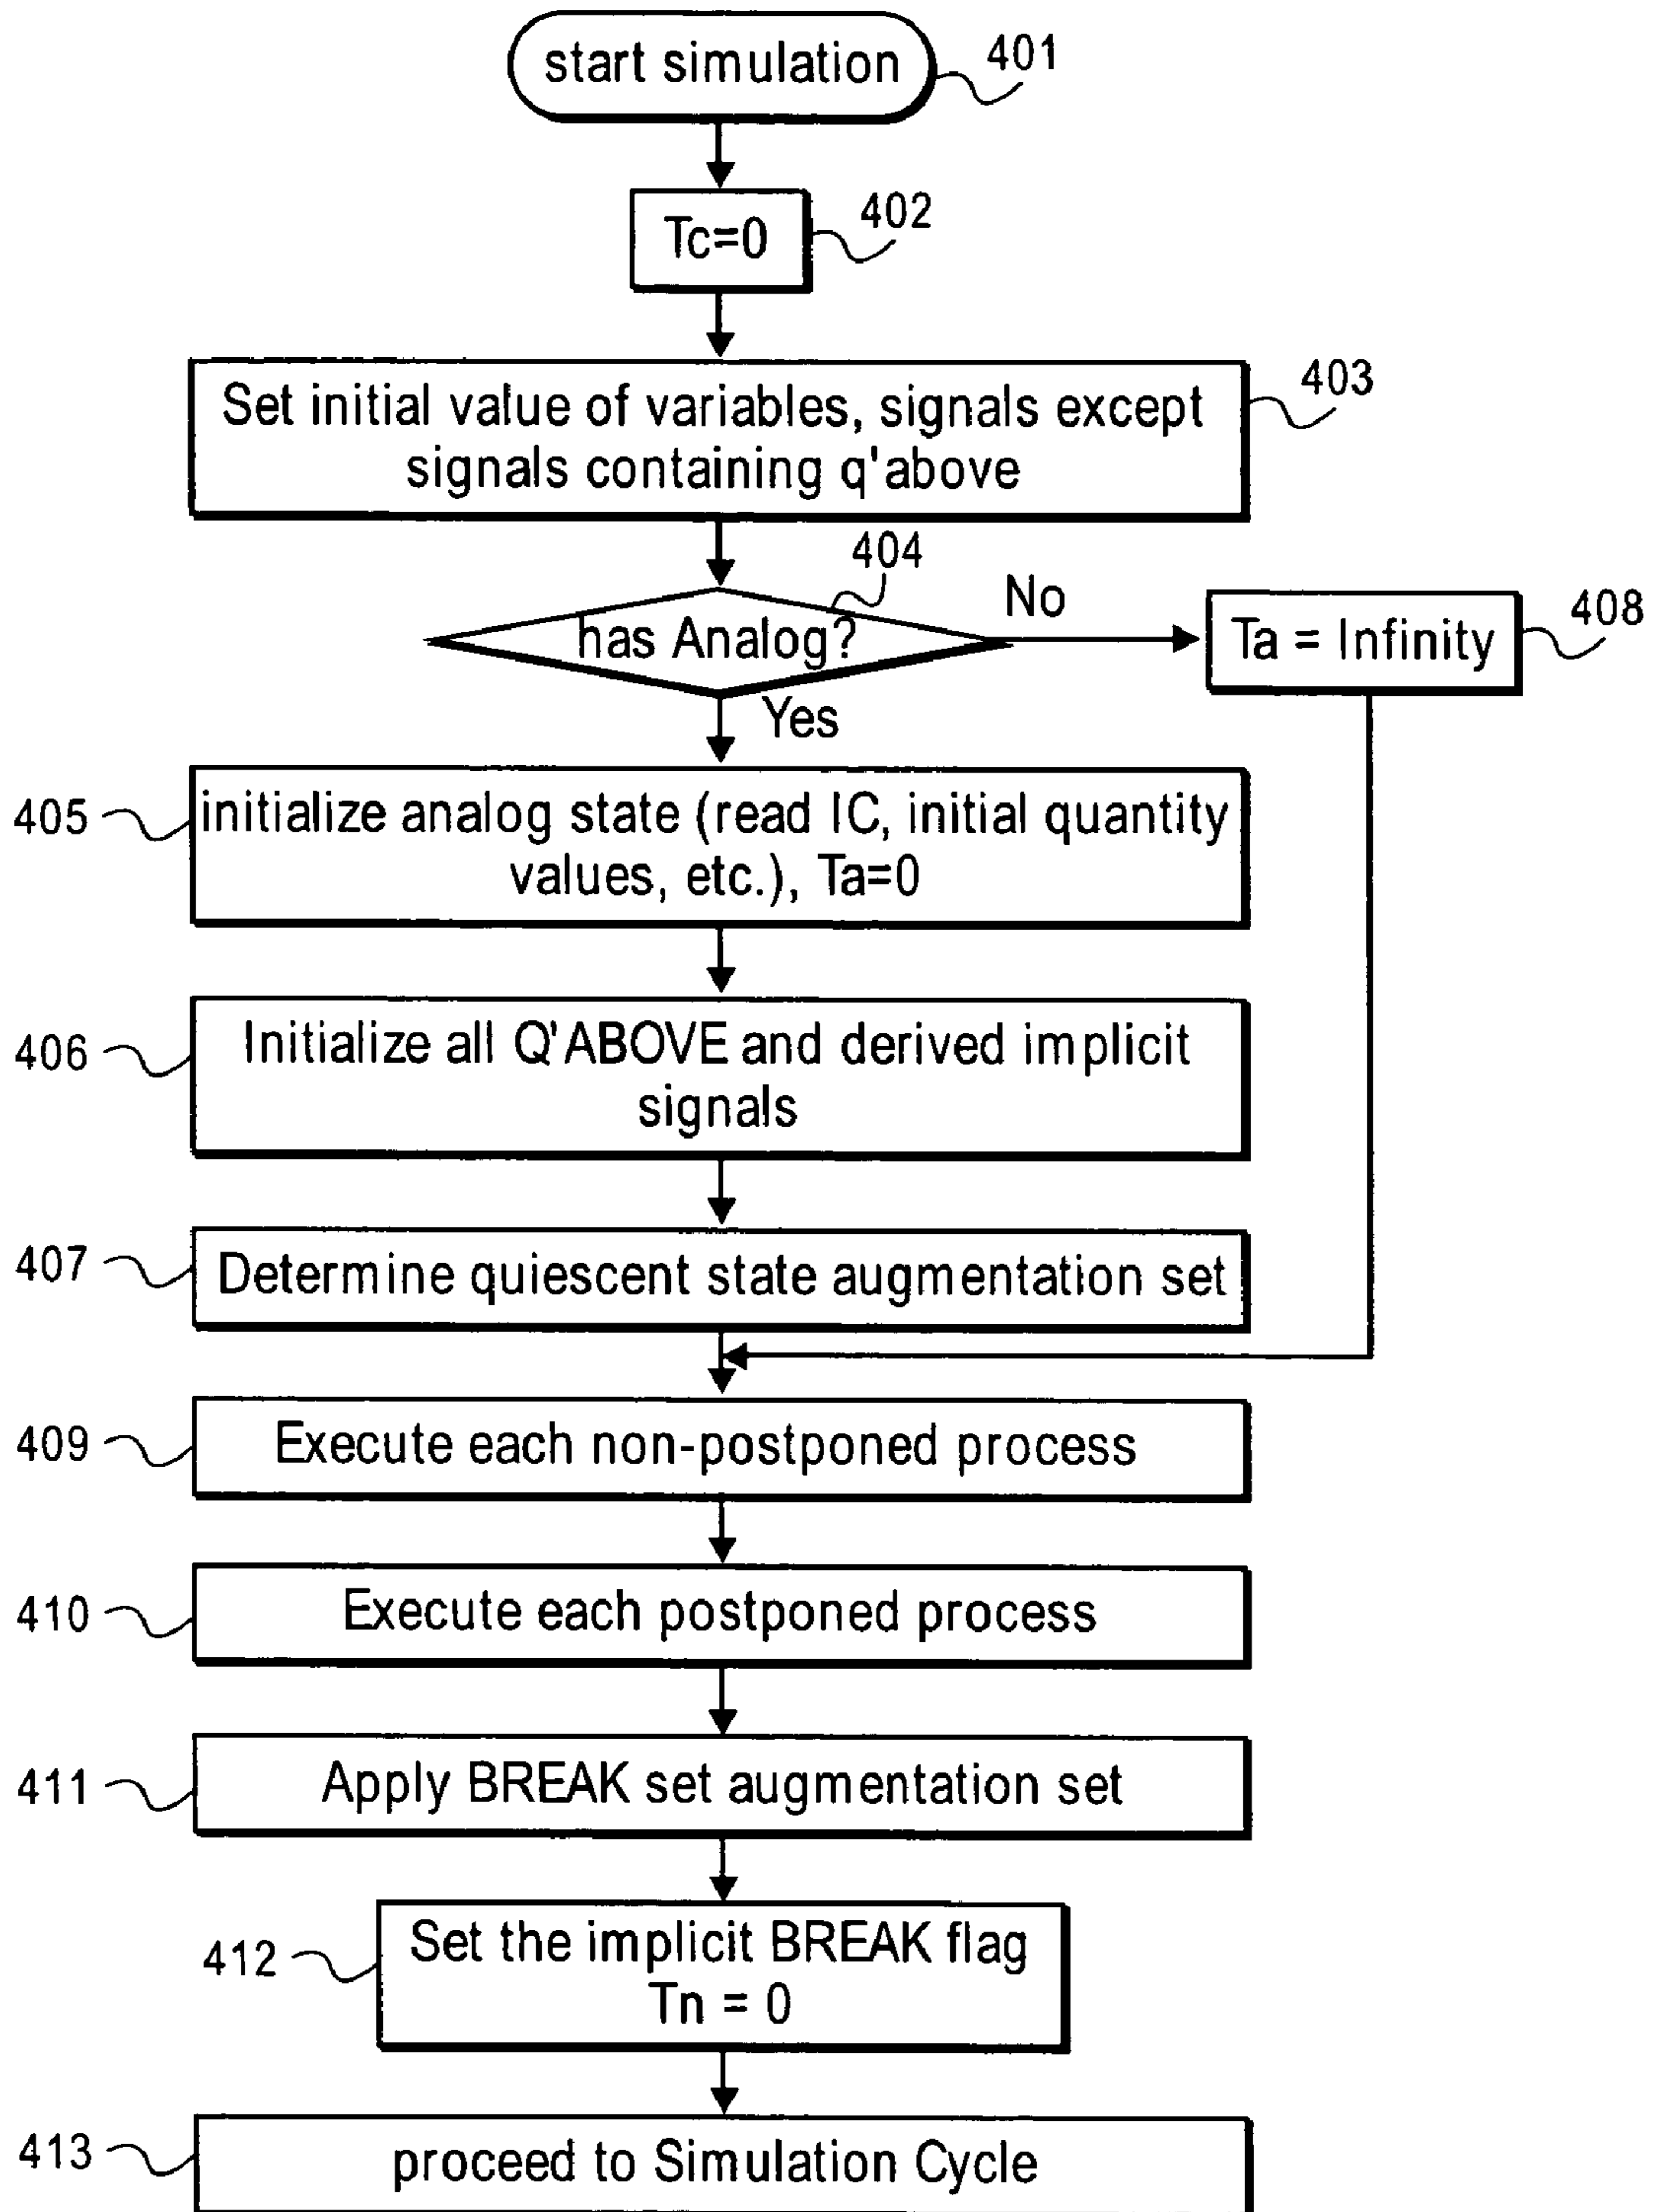 start simulation
401
Tc=0
402
Set initial value of variables, signals except
signals containing q'above
403
404
has Analog?
No
Ta = Infinity
408
Yes
405
initialize analog state (read IC, initial quantity
values, etc.), Ta=0
406
Initialize all Q'ABOVE and derived implicit
signals
407
Determine quiescent state augmentation set
409
Execute each non-postponed process
410
Execute each postponed process
411
Apply BREAK set augmentation set
412
Set the implicit BREAK flag
Tn = 0
413
proceed to Simulation Cycle